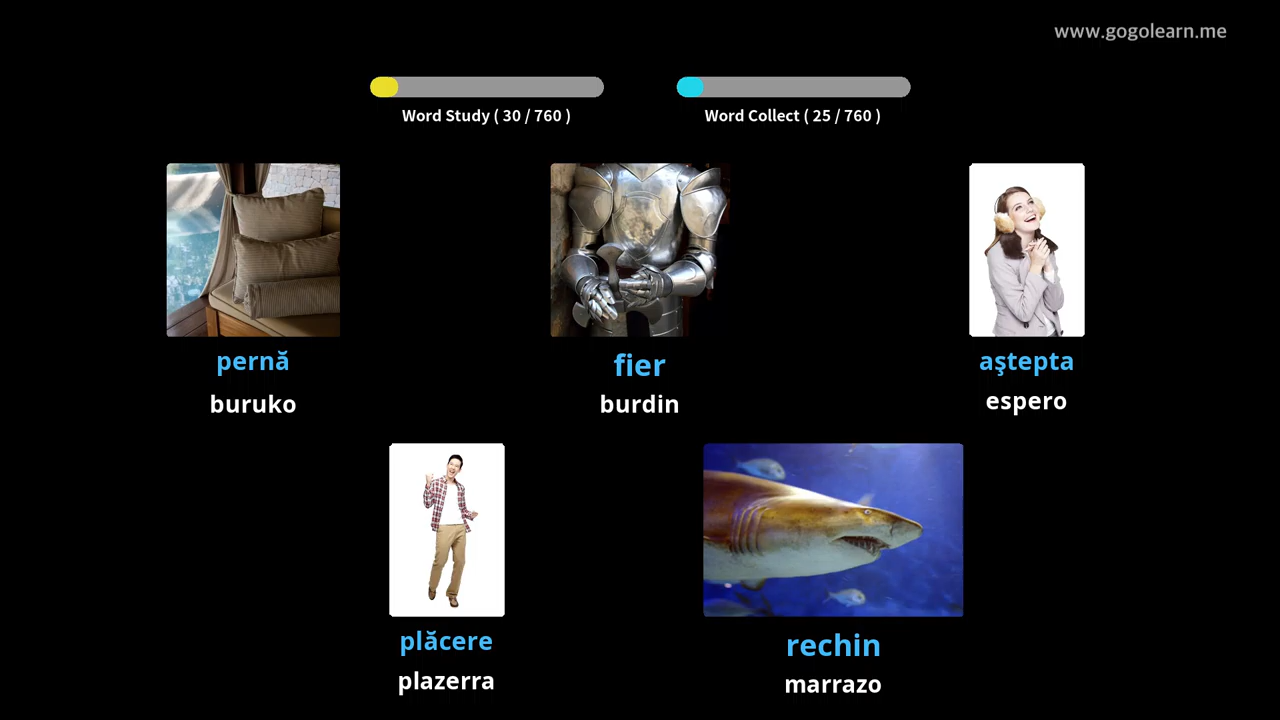 www.gogolearn.me
Word Study ( 30 / 760 )
Word Collect ( 25 / 760 )
pernă
buruko
fier
burdin
aştepta
espero
plăcere
plazerra
rechin
marrazo